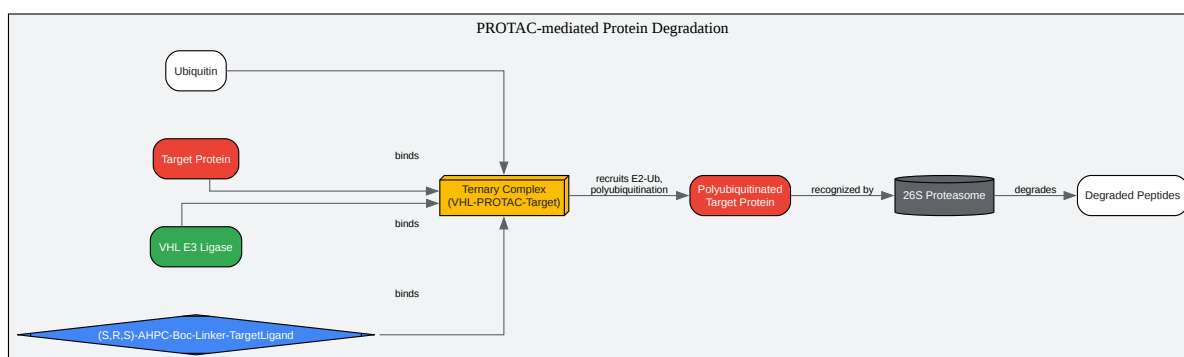 PROTAC-mediated Protein Degradation
Ubiquitin
Target Protein
binds
VHL E3 Ligase
binds
(S,R,S)-AHPC-Boc-Linker-TargetLigand
binds
Ternary Complex
(VHL-PROTAC-Target)
recruits E2-Ub,
polyubiquitination
Polyubiquitinated
Target Protein
recognized by
26S Proteasome
degrades
Degraded Peptides